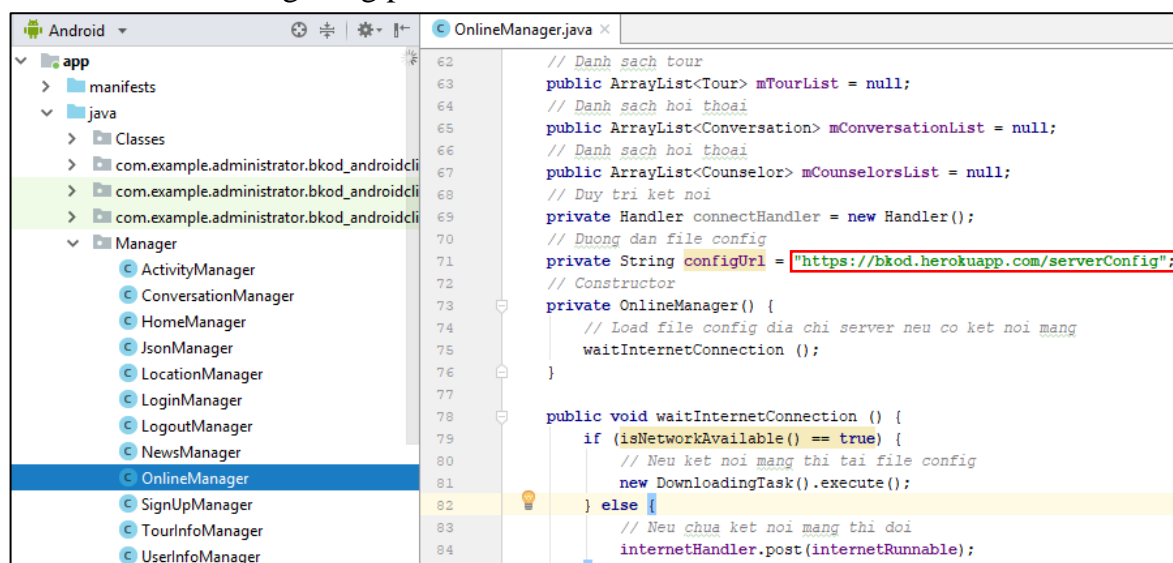 Android
app
manifests
java
Classes
com.example.administrator.bkod_androidcli
com.example.administrator.bkod_androidcli
com.example.administrator.bkod_androidcli
Manager
ActivityManager
ConversationManager
HomeManager
JsonManager
LocationManager
LoginManager
LogoutManager
NewsManager
OnlineManager
SignUpManager
TourInfoManager
UserInfoManager
OnlineManager.java
62 // Danh sach tour
63 public ArrayList<Tour> mTourList = null;
64 // Danh sach hoi thoai
65 public ArrayList<Conversation> mConversationList = null;
66 // Danh sach hoi thoai
67 public ArrayList<Counselor> mCounselorsList = null;
68 // Duy tri ket noi
69 private Handler connectHandler = new Handler();
70 // Duong dan file config
71 private String configUrl = "https://bkod.herokuapp.com/serverConfig";
72 // Constructor
73 private OnlineManager() {
74 // Load file config dia chi server neu co ket noi mang
75 waitInternetConnection ();
76 }
77
78 public void waitInternetConnection () {
79 if (isNetworkAvailable() == true) {
80 // Neu ket noi mang thi tai file config
81 new DownloadingTask().execute();
82 } else {
83 // Neu chua ket noi mang thi doi
84 internetHandler.post(internetRunnable);